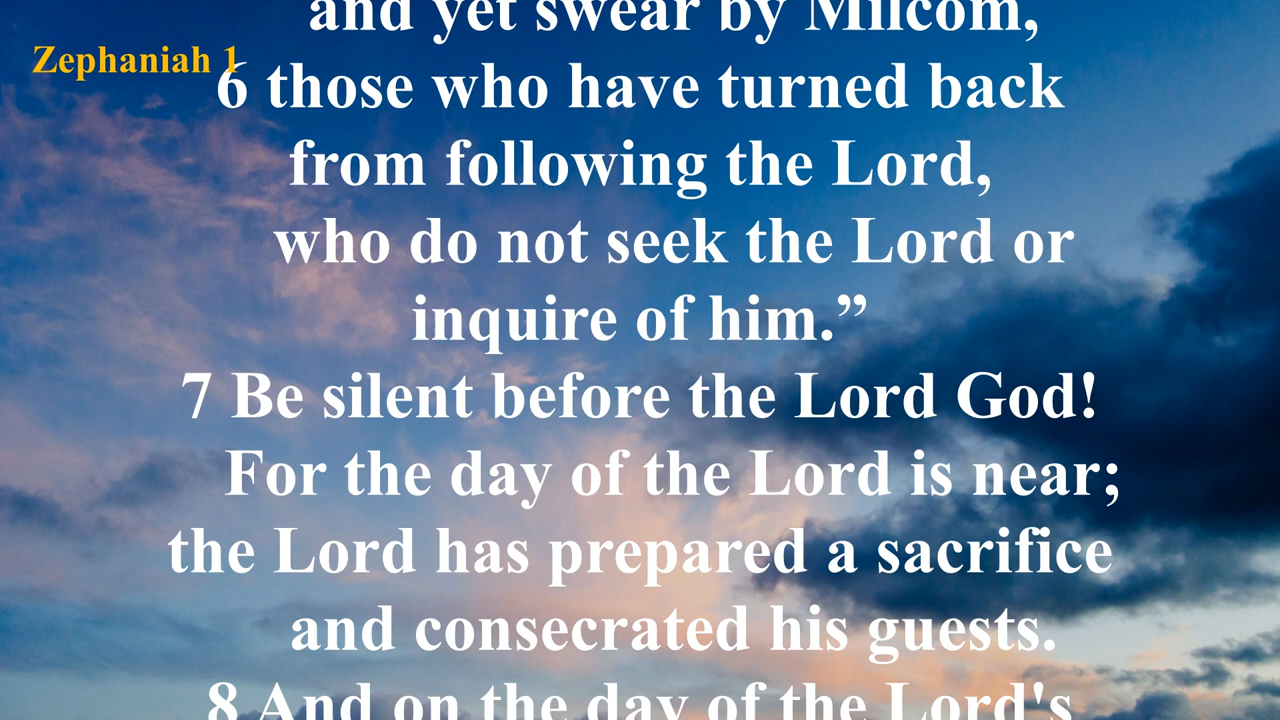 and yet swear by Milcom,
Zephaniah 1
6 those who have turned back
from following the Lord,
who do not seek the Lord or
inquire of him.”
7 Be silent before the Lord God!
For the day of the Lord is near;
the Lord has prepared a sacrifice
and consecrated his guests.
8 And on the day of the Lord's